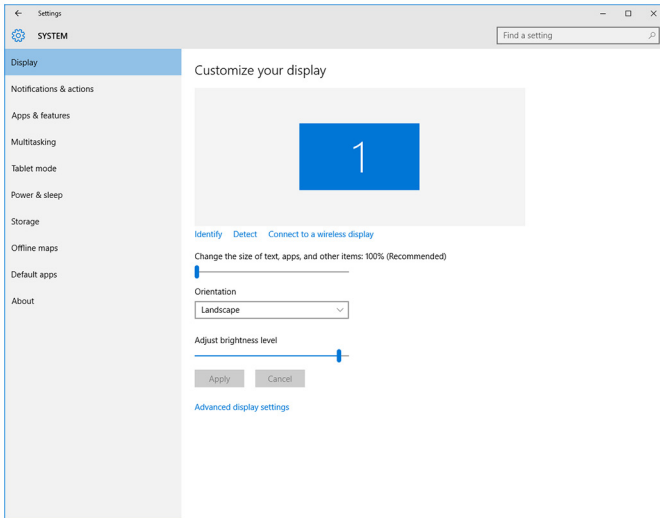 Settings
SYSTEM
Find a setting
Display
Notifications & actions
Apps & features
Multitasking
Tablet mode
Power & sleep
Storage
Offline maps
Default apps
About
Customize your display
1
Identify Detect Connect to a wireless display
Change the size of text, apps, and other items: 100% (Recommended)
Orientation
Landscape
Adjust brightness level
Apply Cancel
Advanced display settings